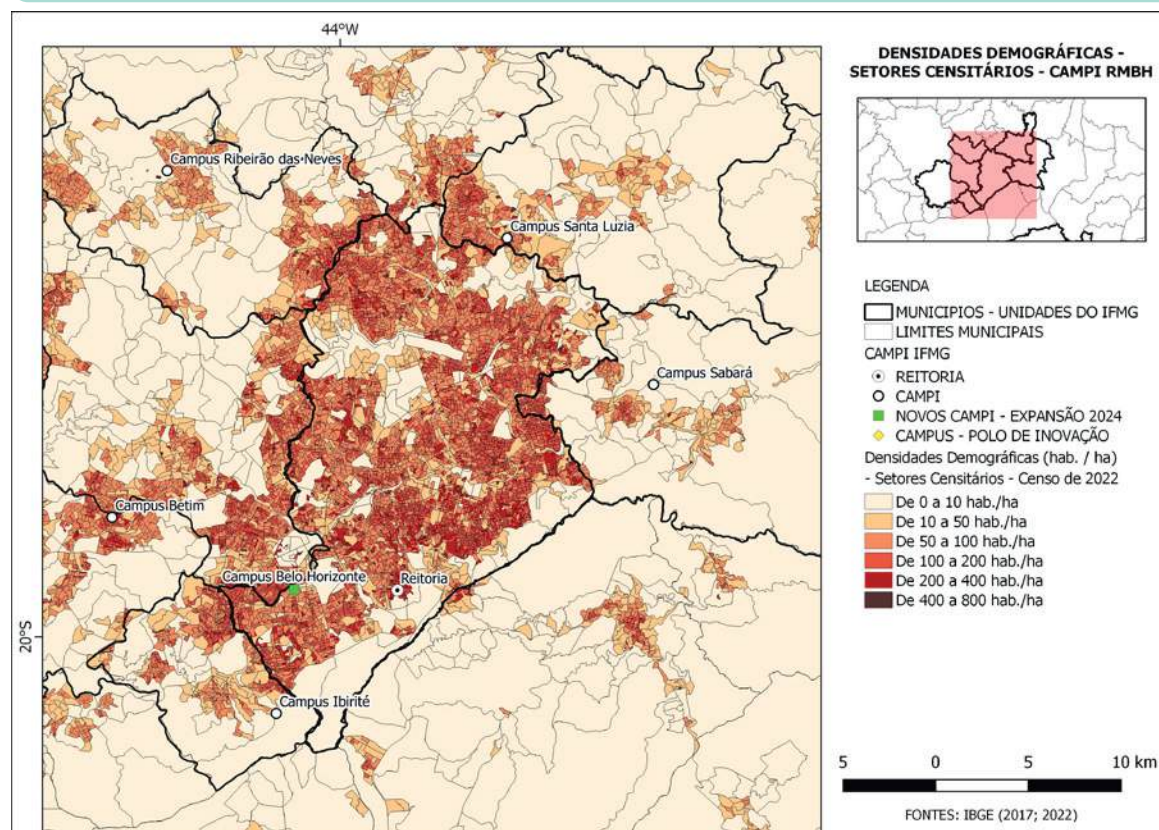 44°W
20°S
Campus Ribeirão das Neves
Campus Santa Luzia
Campus Sabará
Campus Betim
Campus Belo Horizonte
Reitoria
Campus Ibirité
DENSIDADES DEMOGRÁFICAS -
SETORES CENSITÁRIOS - CAMPI RMBH
LEGENDA
MUNICIPIOS - UNIDADES DO IFMG
LIMITES MUNICIPAIS
CAMPI IFMG
REITORIA
CAMPI
NOVOS CAMPI - EXPANSÃO 2024
CAMPUS - POLO DE INOVAÇÃO
Densidades Demográficas (hab. / ha)
- Setores Censitários - Censo de 2022
De 0 a 10 hab./ha
De 10 a 50 hab./ha
De 50 a 100 hab./ha
De 100 a 200 hab./ha
De 200 a 400 hab./ha
De 400 a 800 hab./ha
5 0 5 10 km
FONTES: IBGE (2017; 2022)